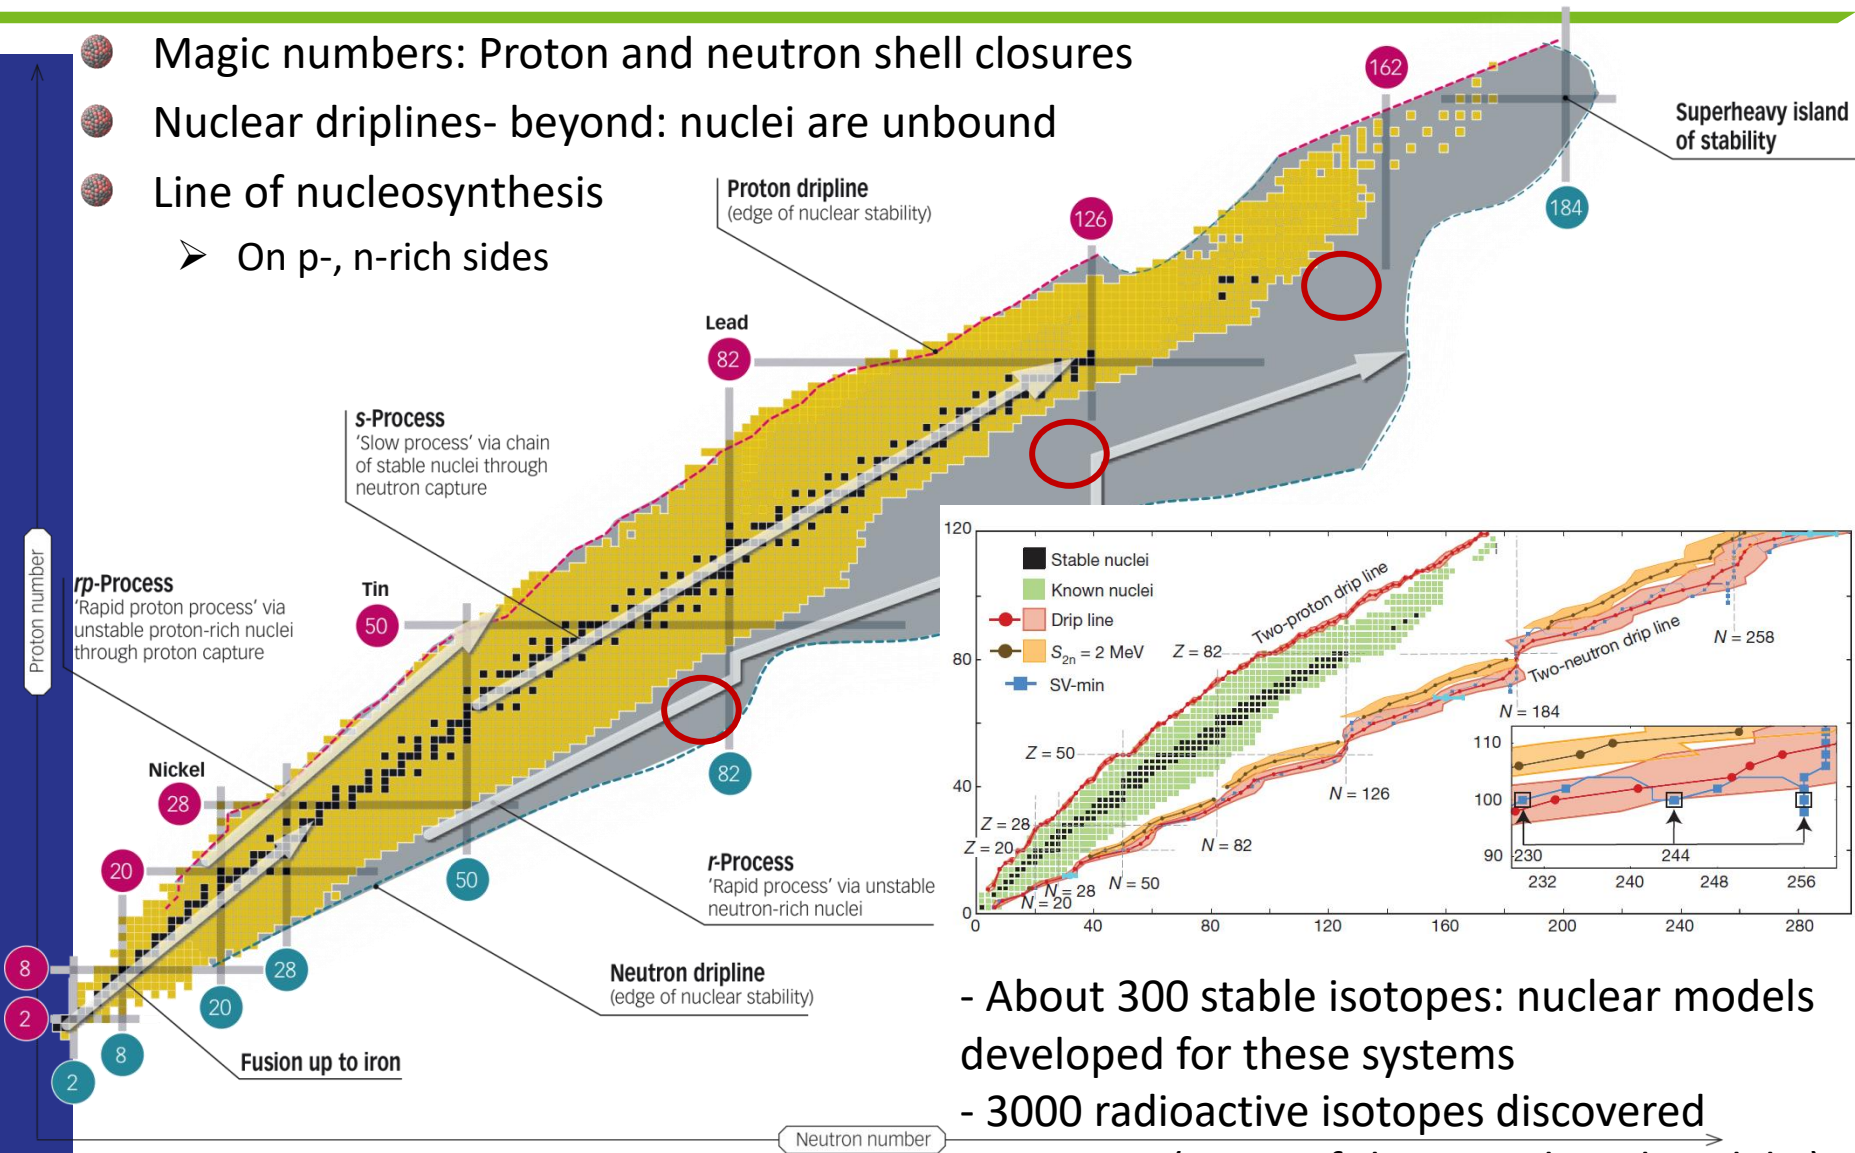 Magic numbers: Proton and neutron shell closures
Nuclear driplines- beyond: nuclei are unbound
Line of nucleosynthesis
➢ On p-, n-rich sides
162
Superheavy island
of stability
184
Proton dripline
(edge of nuclear stability)
126
Lead
82
s-Process
'Slow process' via chain
of stable nuclei through
neutron capture
Proton number
rp-Process
'Rapid proton process' via
unstable proton-rich nuclei
through proton capture
Tin
50
Nickel
28
20
8
2
2
8
20
28
50
82
r-Process
'Rapid process' via unstable
neutron-rich nuclei
Neutron dripline
(edge of nuclear stability)
Fusion up to iron
Neutron number
120
80
40
0
Stable nuclei
Known nuclei
Drip line
S2n = 2 MeV
SV-min
Two-proton drip line
Two-neutron drip line
Z = 82
Z = 50
Z = 28
Z = 20
N = 20
N = 28
N = 50
N = 82
N = 126
N = 184
N = 258
110
100
90
230
244
256
232
240
248
256
0
40
80
120
160
200
240
280
- About 300 stable isotopes: nuclear models
developed for these systems
- 3000 radioactive isotopes discovered